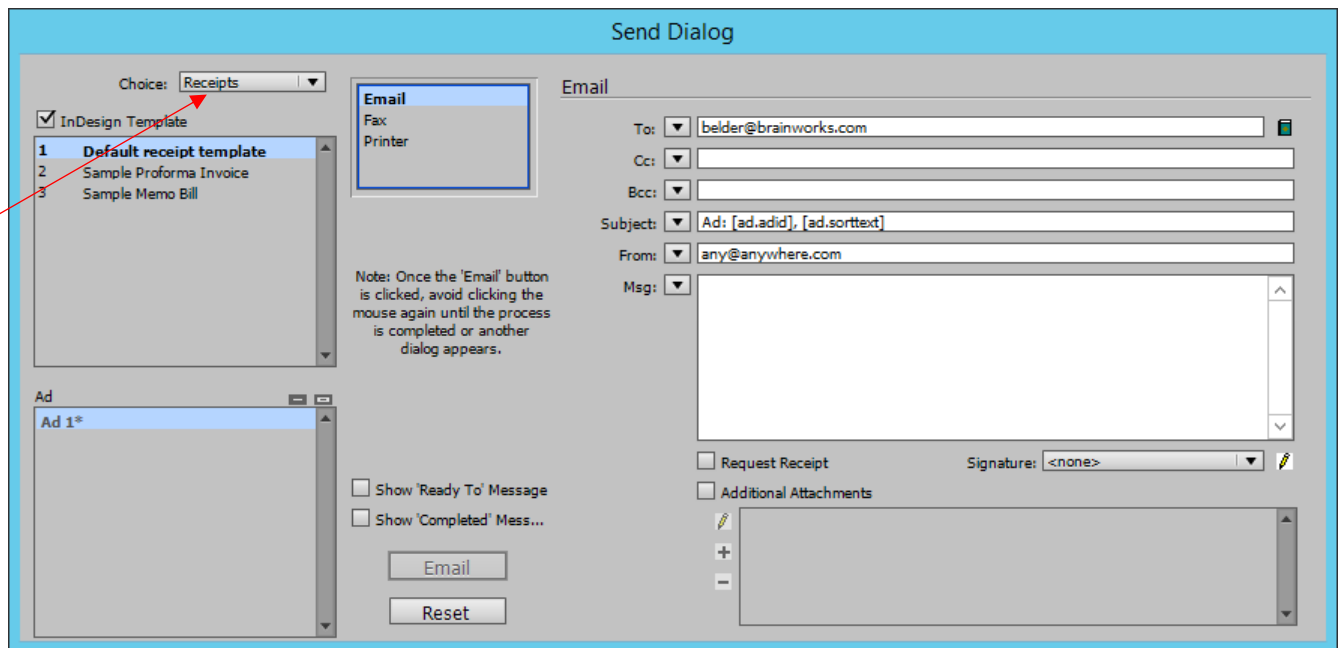 Send Dialog
Choice: Receipts
InDesign Template
1 Default receipt template
2 Sample Proforma Invoice
3 Sample Memo Bill
Ad
Ad 1*
Email
Fax
Printer
Note: Once the 'Email' button
is clicked, avoid clicking the
mouse again until the process
is completed or another
dialog appears.
Show 'Ready To' Message
Show 'Completed' Mess...
Email
Reset
Email
To: belder@brainworks.com
Cc:
Bcc:
Subject: Ad: [ad.adid], [ad.sorttext]
From: any@anywhere.com
Msg:
Request Receipt Signature: <none>
Additional Attachments